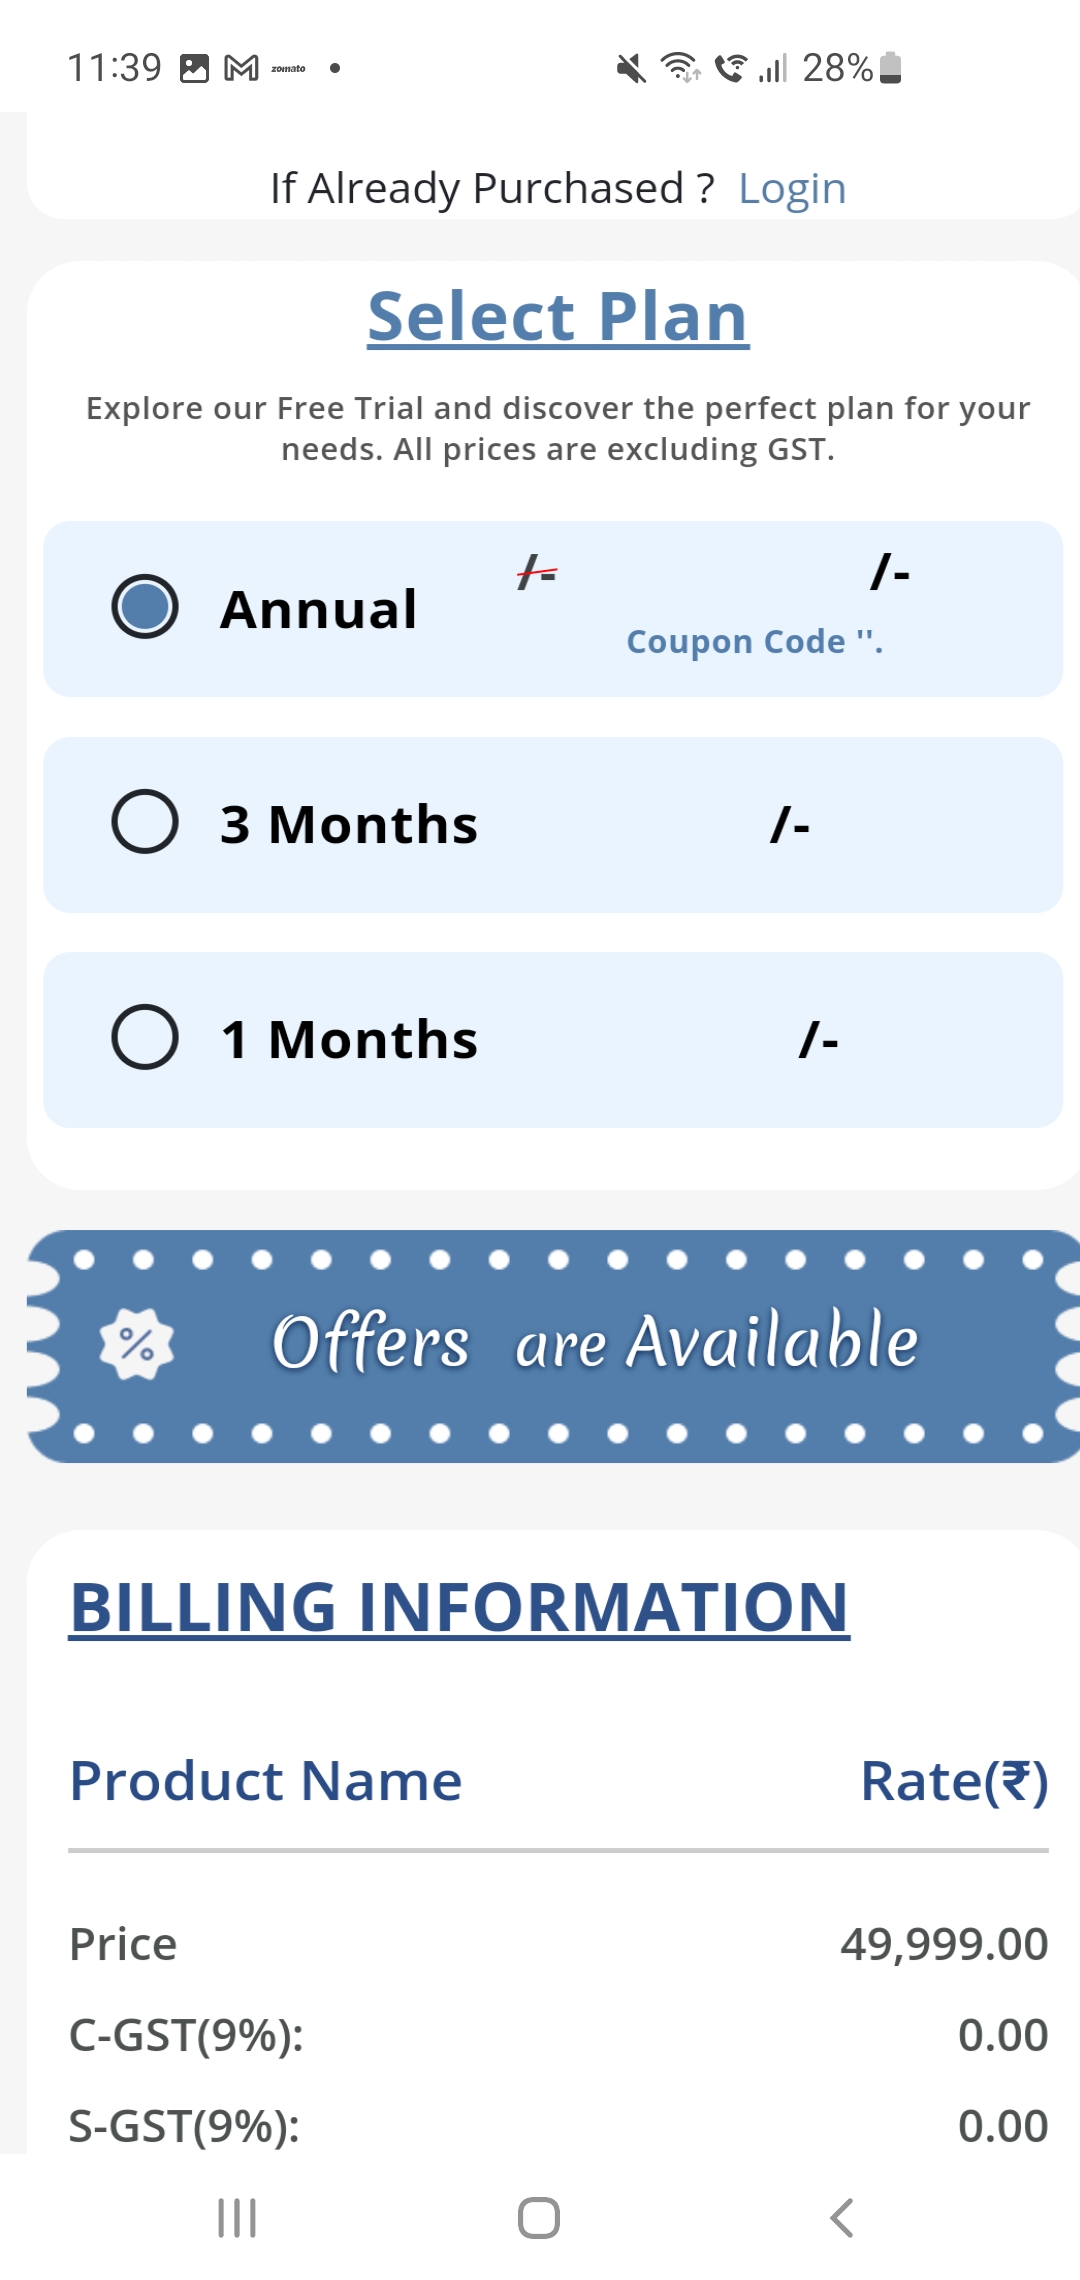 11:39 zomato 28%
If Already Purchased ? Login
Select Plan
Explore our Free Trial and discover the perfect plan for your
needs. All prices are excluding GST.
/- /-
Annual
Coupon Code ''.
3 Months /-
1 Months /-
% Offers are Available
BILLING INFORMATION
Product Name Rate(₹)
Price 49,999.00
C-GST(9%): 0.00
S-GST(9%): 0.00